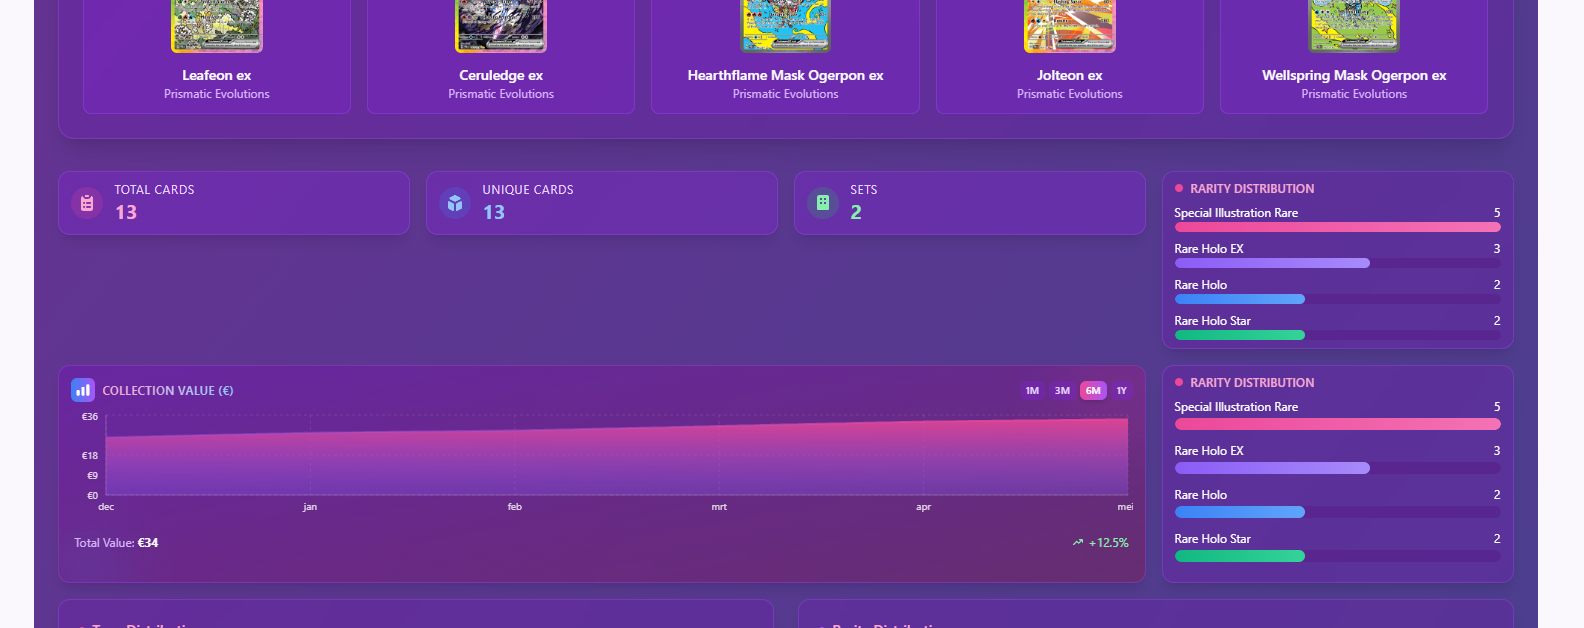 Leafeon ex
Prismatic Evolutions
Ceruledge ex
Prismatic Evolutions
Hearthflame Mask Ogerpon ex
Prismatic Evolutions
Jolteon ex
Prismatic Evolutions
Wellspring Mask Ogerpon ex
Prismatic Evolutions
TOTAL CARDS
13
UNIQUE CARDS
13
SETS
2
RARITY DISTRIBUTION
Special Illustration Rare 5
Rare Holo EX 3
Rare Holo 2
Rare Holo Star 2
COLLECTION VALUE (€)
1M 3M 6M 1Y
€36
€18
€9
€0
dec jan feb mrt apr mei
Total Value: €34
+12.5%
RARITY DISTRIBUTION
Special Illustration Rare 5
Rare Holo EX 3
Rare Holo 2
Rare Holo Star 2